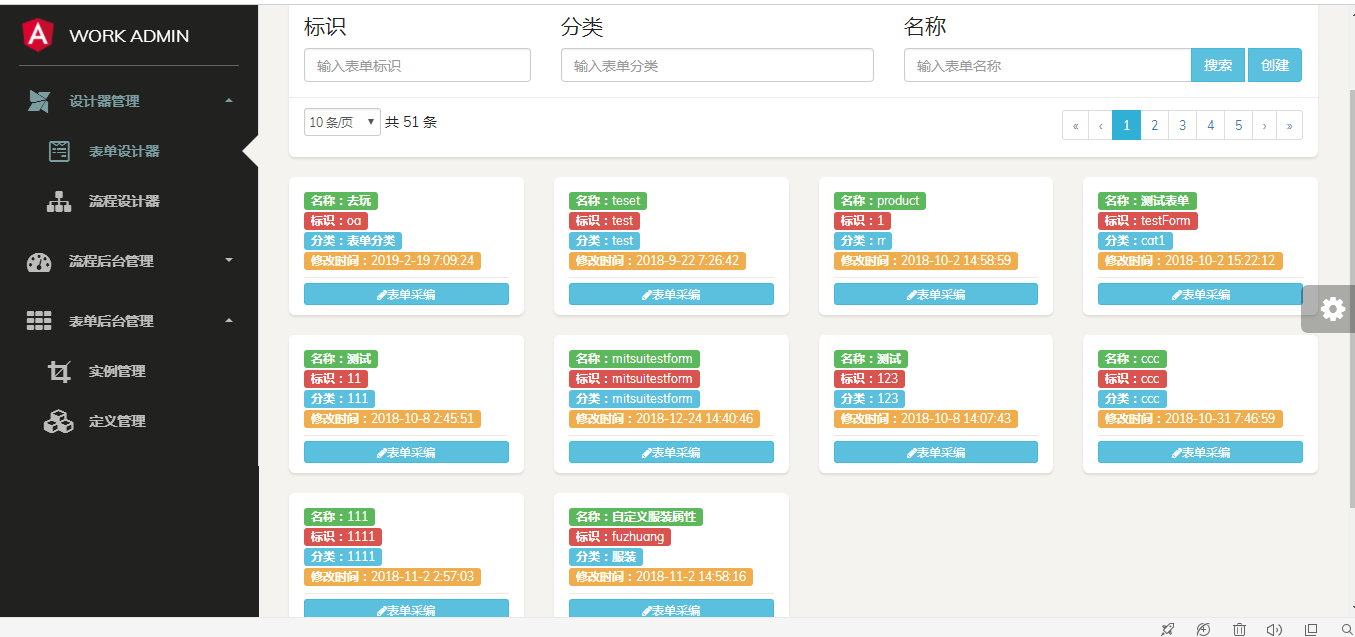 WORK ADMIN
设计器管理
表单设计器
流程设计器
流程后台管理
表单后台管理
实例管理
定义管理
标识 分类 名称
输入表单标识 输入表单分类 输入表单名称 搜索 创建
10 条/页 共 51 条 « ‹ 1 2 3 4 5 › »
名称：去玩
标识：oa
分类：表单分类
修改时间：2019-2-19 7:09:24
表单采编
名称：teset
标识：test
分类：test
修改时间：2018-9-22 7:26:42
表单采编
名称：product
标识：1
分类：rr
修改时间：2018-10-2 14:58:59
表单采编
名称：测试表单
标识：testForm
分类：cat1
修改时间：2018-10-2 15:22:12
表单采编
名称：测试
标识：11
分类：111
修改时间：2018-10-8 2:45:51
表单采编
名称：mitsuitestform
标识：mitsuitestform
分类：mitsuitestform
修改时间：2018-12-24 14:40:46
表单采编
名称：测试
标识：123
分类：123
修改时间：2018-10-8 14:07:43
表单采编
名称：ccc
标识：ccc
分类：ccc
修改时间：2018-10-31 7:46:59
表单采编
名称：111
标识：1111
分类：1111
修改时间：2018-11-2 2:57:03
表单采编
名称：自定义服装属性
标识：fuzhuang
分类：服装
修改时间：2018-11-2 14:58:16
表单采编